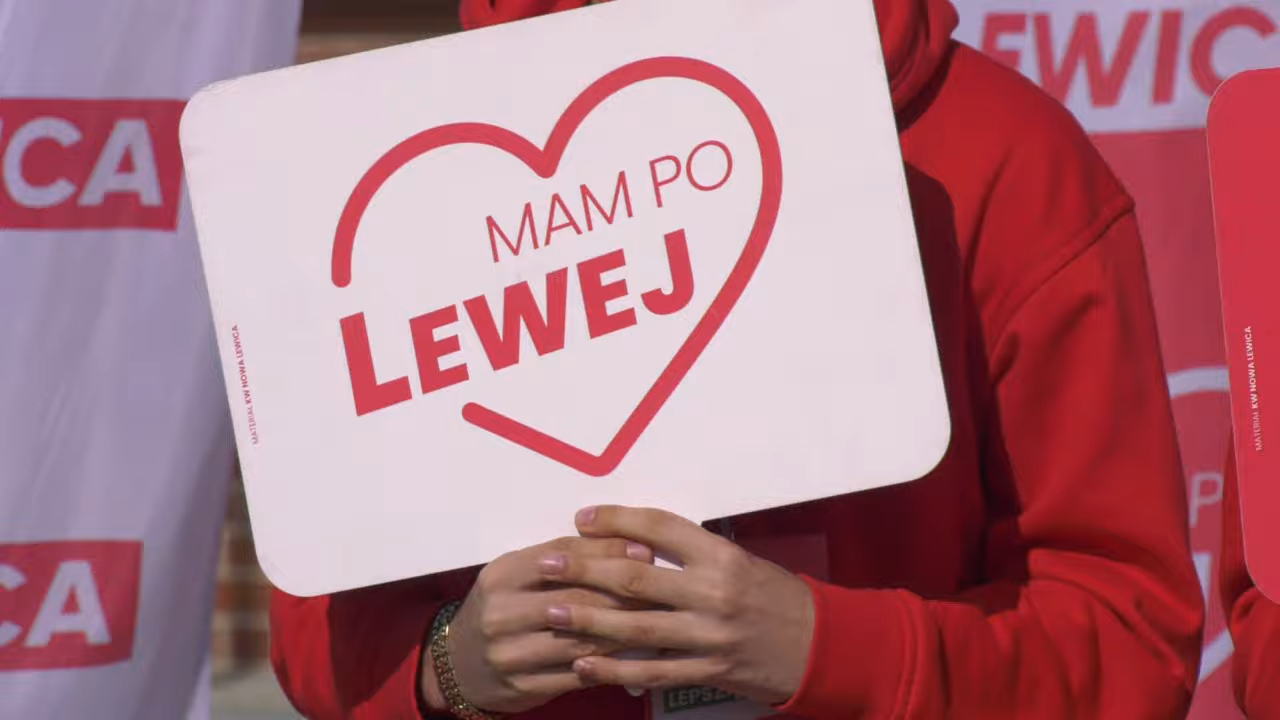 EWIC
ICA
MAM PO
LEWEJ
MATERIAŁ KW NOWA LEWICA
MATERIAŁ KW NOWA LEWICA
CA